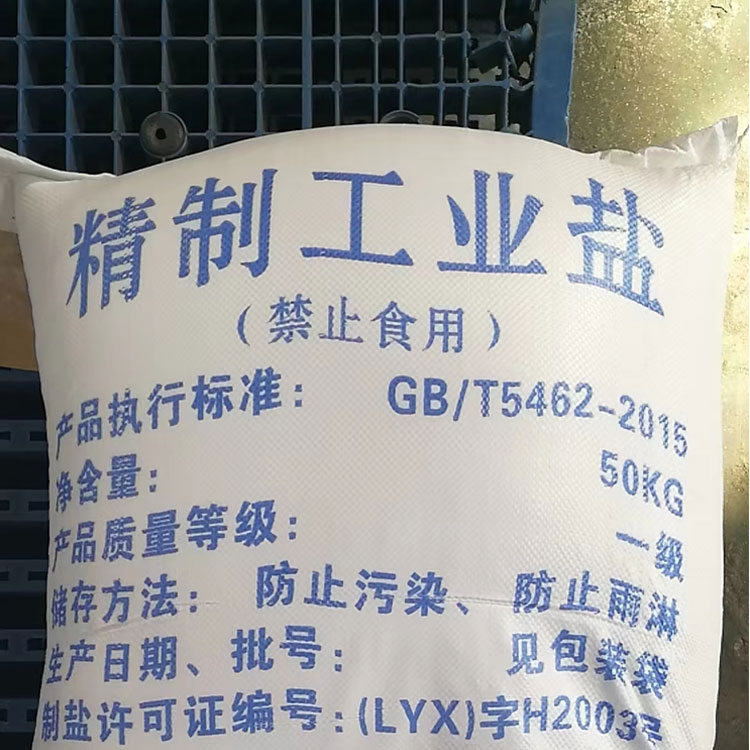 精制工业盐
（禁止食用）
产品执行标准： GB/T5462-2015
净含量： 50KG
产品质量等级： 一级
储存方法： 防止污染、防止雨淋
生产日期、批号： 见包装袋
制盐许可证编号:(LYX)字H2003号